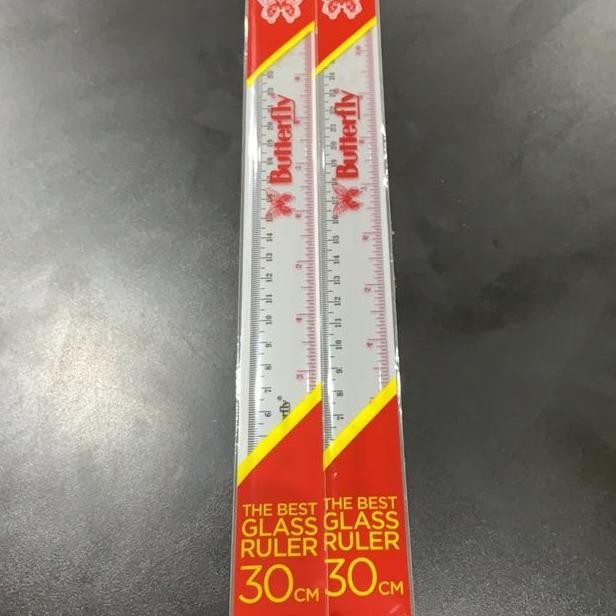 Butterfly
THE BEST
GLASS
RULER
30CM
Butterfly
THE BEST
GLASS
RULER
30CM